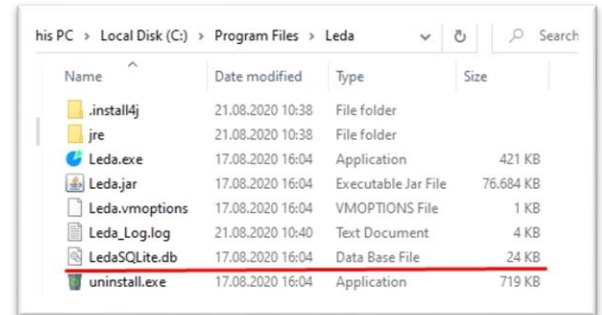 his PC > Local Disk (C:) > Program Files > Leda Search
Name Date modified Type Size
.install4j 21.08.2020 10:38 File folder
jre 21.08.2020 10:38 File folder
Leda.exe 17.08.2020 16:04 Application 421 KB
Leda.jar 17.08.2020 16:04 Executable Jar File 76.684 KB
Leda.vmoptions 17.08.2020 16:04 VMOPTIONS File 1 KB
Leda_Log.log 21.08.2020 10:40 Text Document 4 KB
LedaSQLite.db 17.08.2020 16:04 Data Base File 24 KB
uninstall.exe 17.08.2020 16:04 Application 719 KB